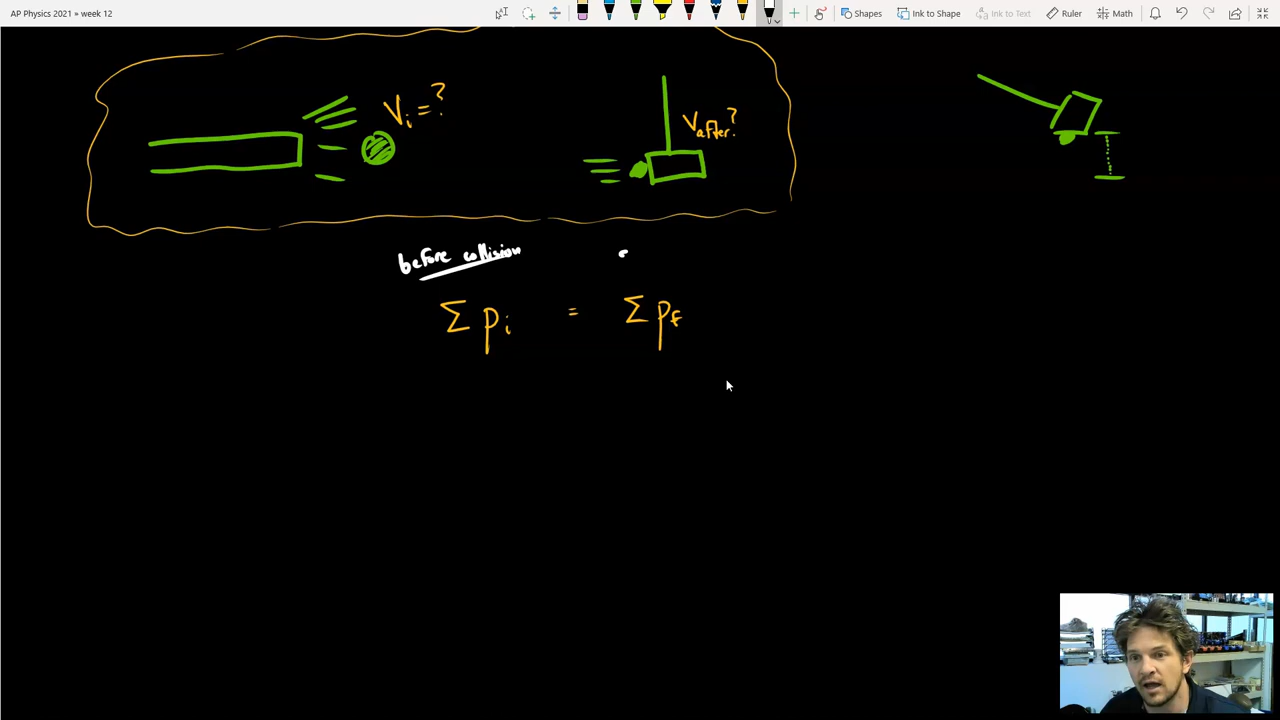 AP Physics 2021 » week 12
Shapes
Ink to Shape
Ink to Text
Ruler
Math
Vi = ?
Vafter?
before collision
Σ pi = Σ pf